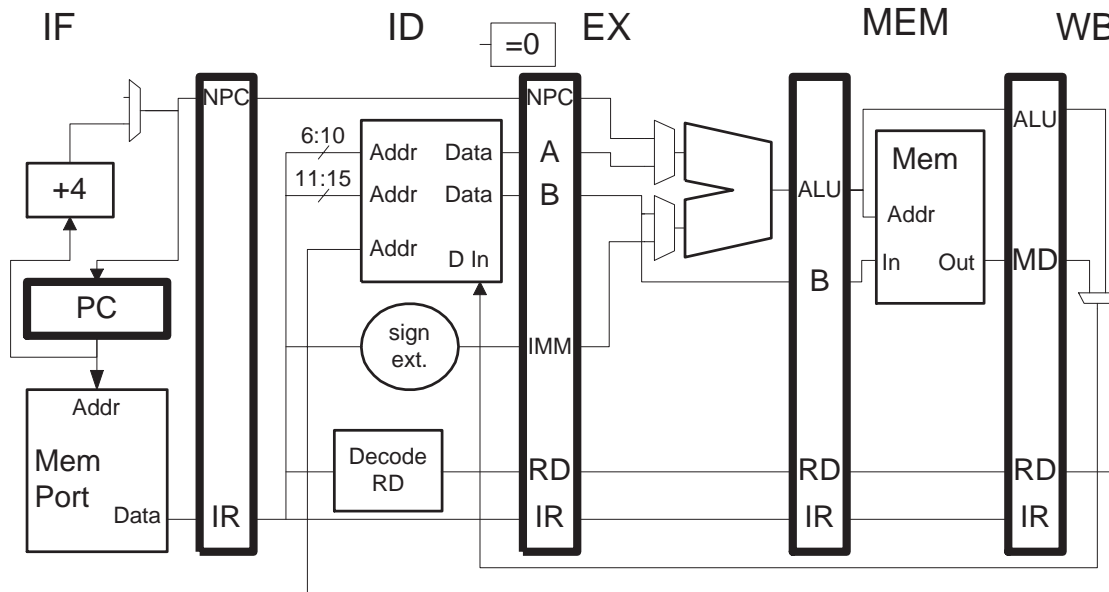 IF ID EX MEM WB
=0
NPC NPC
ALU
6:10
Addr Data A
Mem
+4
11:15
Addr Data B
ALU
Addr
Addr
D In
In Out MD
PC
B
sign
ext.
IMM
Addr
Mem
Port
Decode
RD
RD RD RD
Data IR IR IR IR